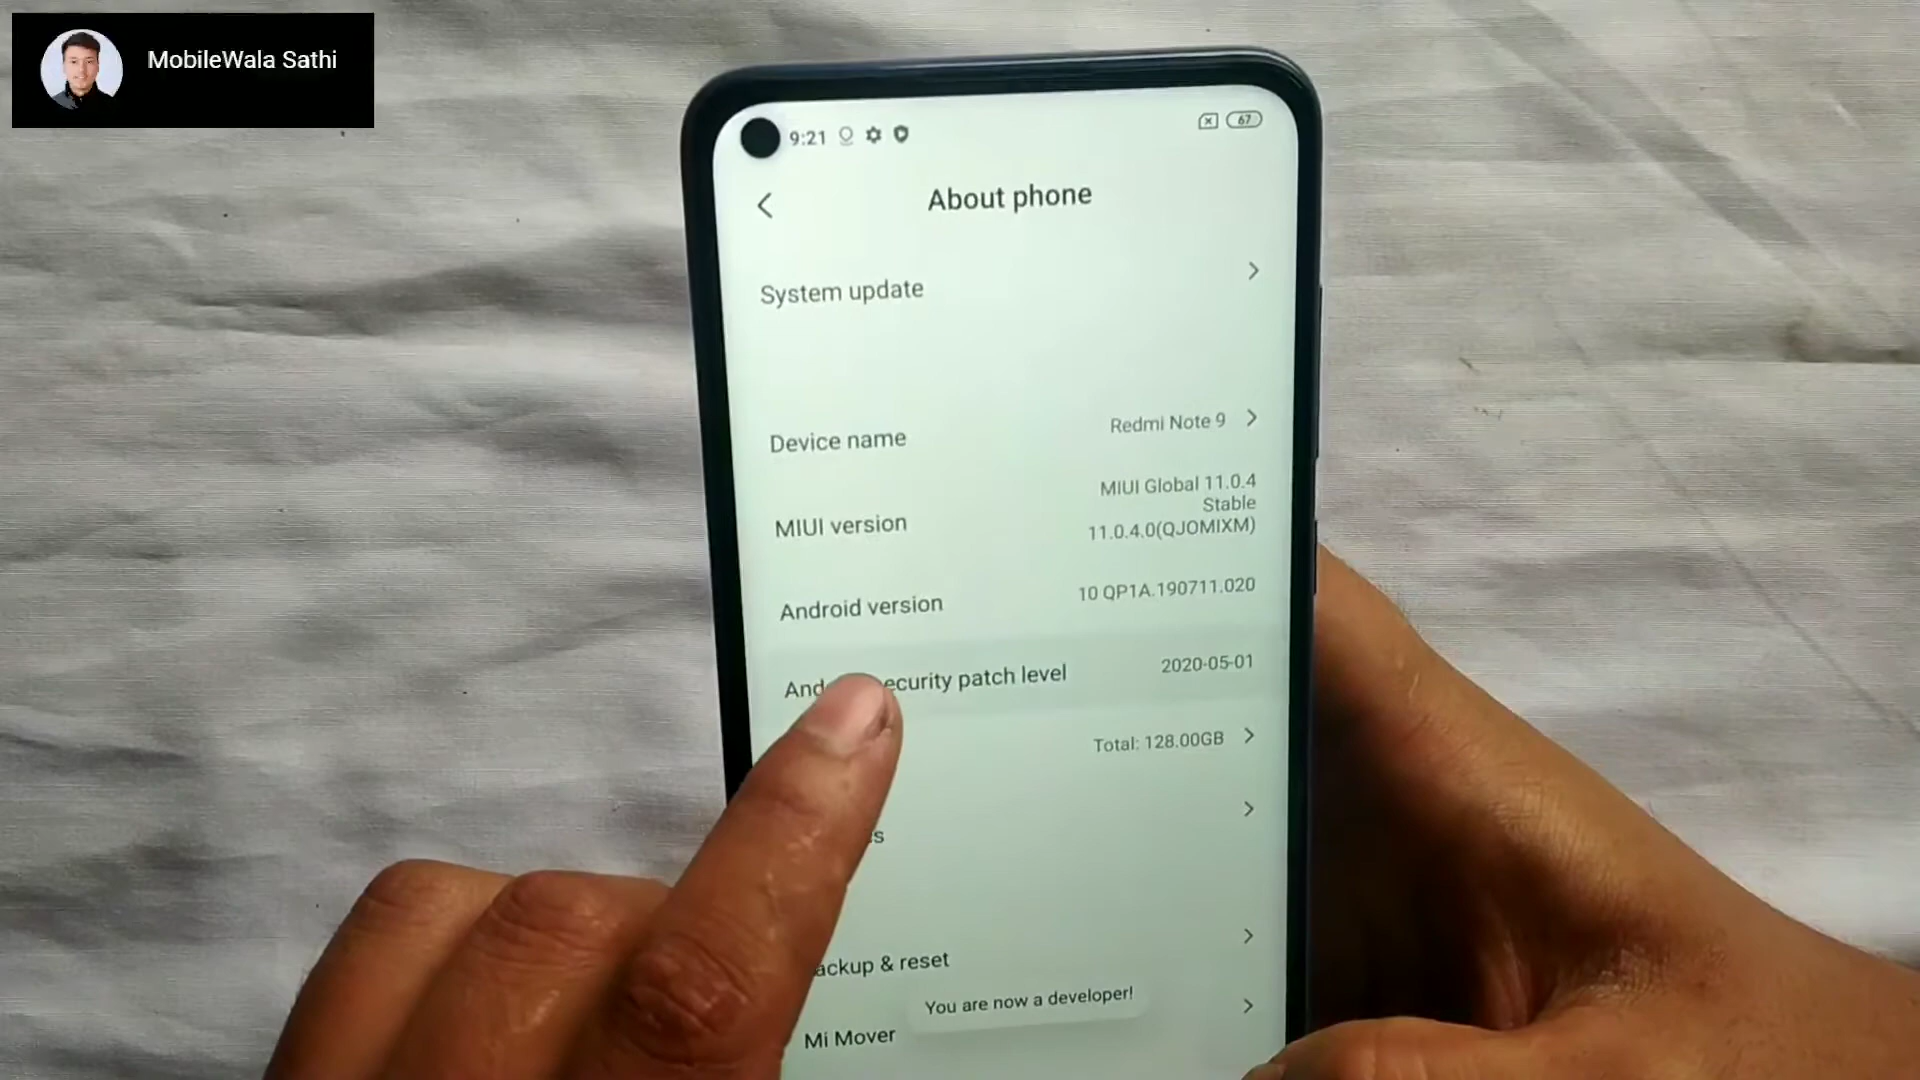 MobileWala Sathi
9:21
67
About phone
System update
Device name
Redmi Note 9
MIUI version
MIUI Global 11.0.4
Stable
11.0.4.0(QJOMIXM)
Android version
10 QP1A.190711.020
And ecurity patch level
2020-05-01
Total: 128.00GB
s
ackup & reset
You are now a developer!
Mi Mover